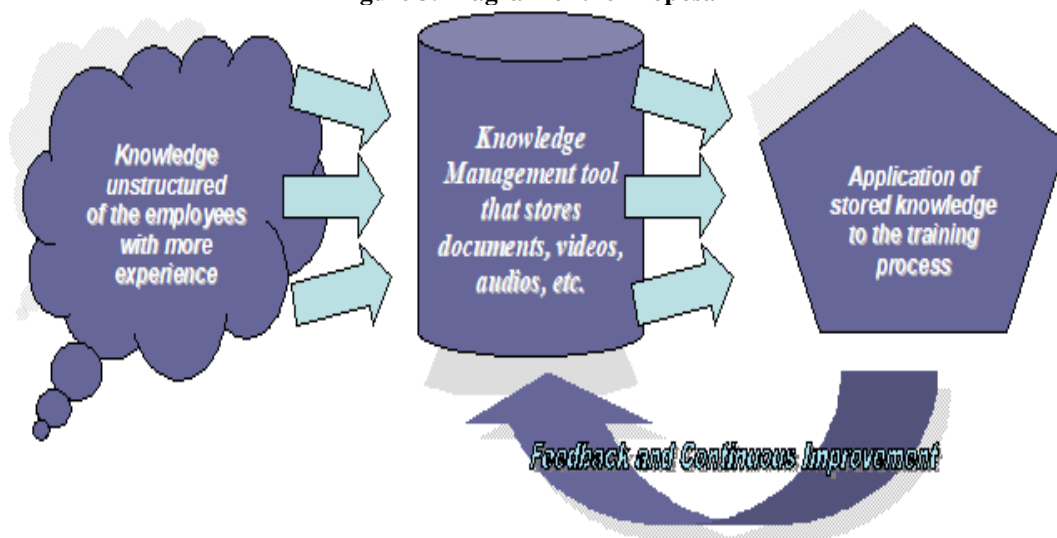 Knowledge
unstructured
of the employees
with more
experience
Knowledge
Management tool
that stores
documents, videos,
audios, etc.
Application of
stored knowledge
to the training
process
Feedback and Continuous Improvement